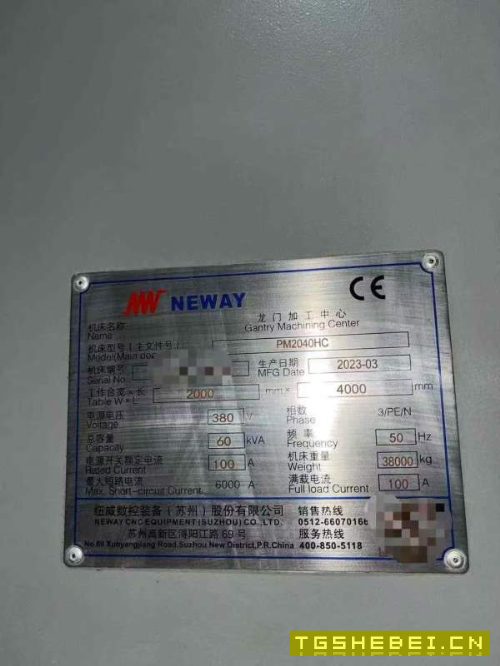 NEWAY CE
机床名称 龙门加工中心
Name Gantry Machining Center
机床型号(主文件号) PM2040HC
Model(Main doc
机床编号 生产日期 2023-03
Serial No. MFG Date
工作台宽×长 2000 mm× 4000 mm
Table W×L
电源电压 380 V 相数 3/PE/N
Voltage Phase
总容量 60 kVA 频率 50 Hz
Capacity Frequency
电源开关额定电流 100 A 机床重量 38000 kg
Rated Current Weight
最大短路电流 6000 A 满载电流 100 A
Max. Short-circuit Current Full load Current
纽威数控装备(苏州)股份有限公司 销售热线
NEWAY CNC EQUIPMENT(SUZHOU)CO.,LTD. 0512-6607016
苏州高新区浔阳江路69号 服务热线
No.69 Xunyangjiang Road,Suzhou New District,P.R.China 400-850-5118
TGSHEBEI.CN